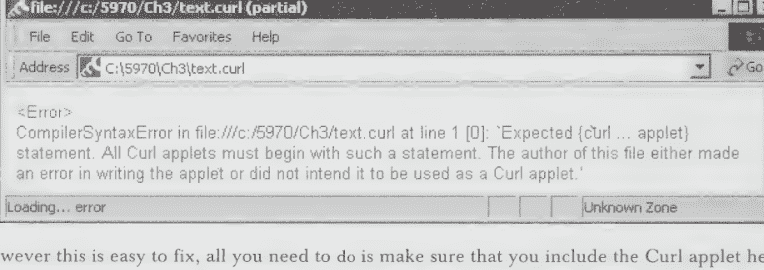 file:///c:/5970/Ch3/text.curl (partial)
File Edit Go To Favorites Help
Address C:\5970\Ch3\text.curl Go
<Error>
CompilerSyntaxError in file:///c:/5970/Ch3/text.curl at line 1 [0]: `Expected {curl ... applet}
statement. All Curl applets must begin with such a statement. The author of this file either made
an error in writing the applet or did not intend it to be used as a Curl applet.'
Loading... error Unknown Zone
wever this is easy to fix, all you need to do is make sure that you include the Curl applet he